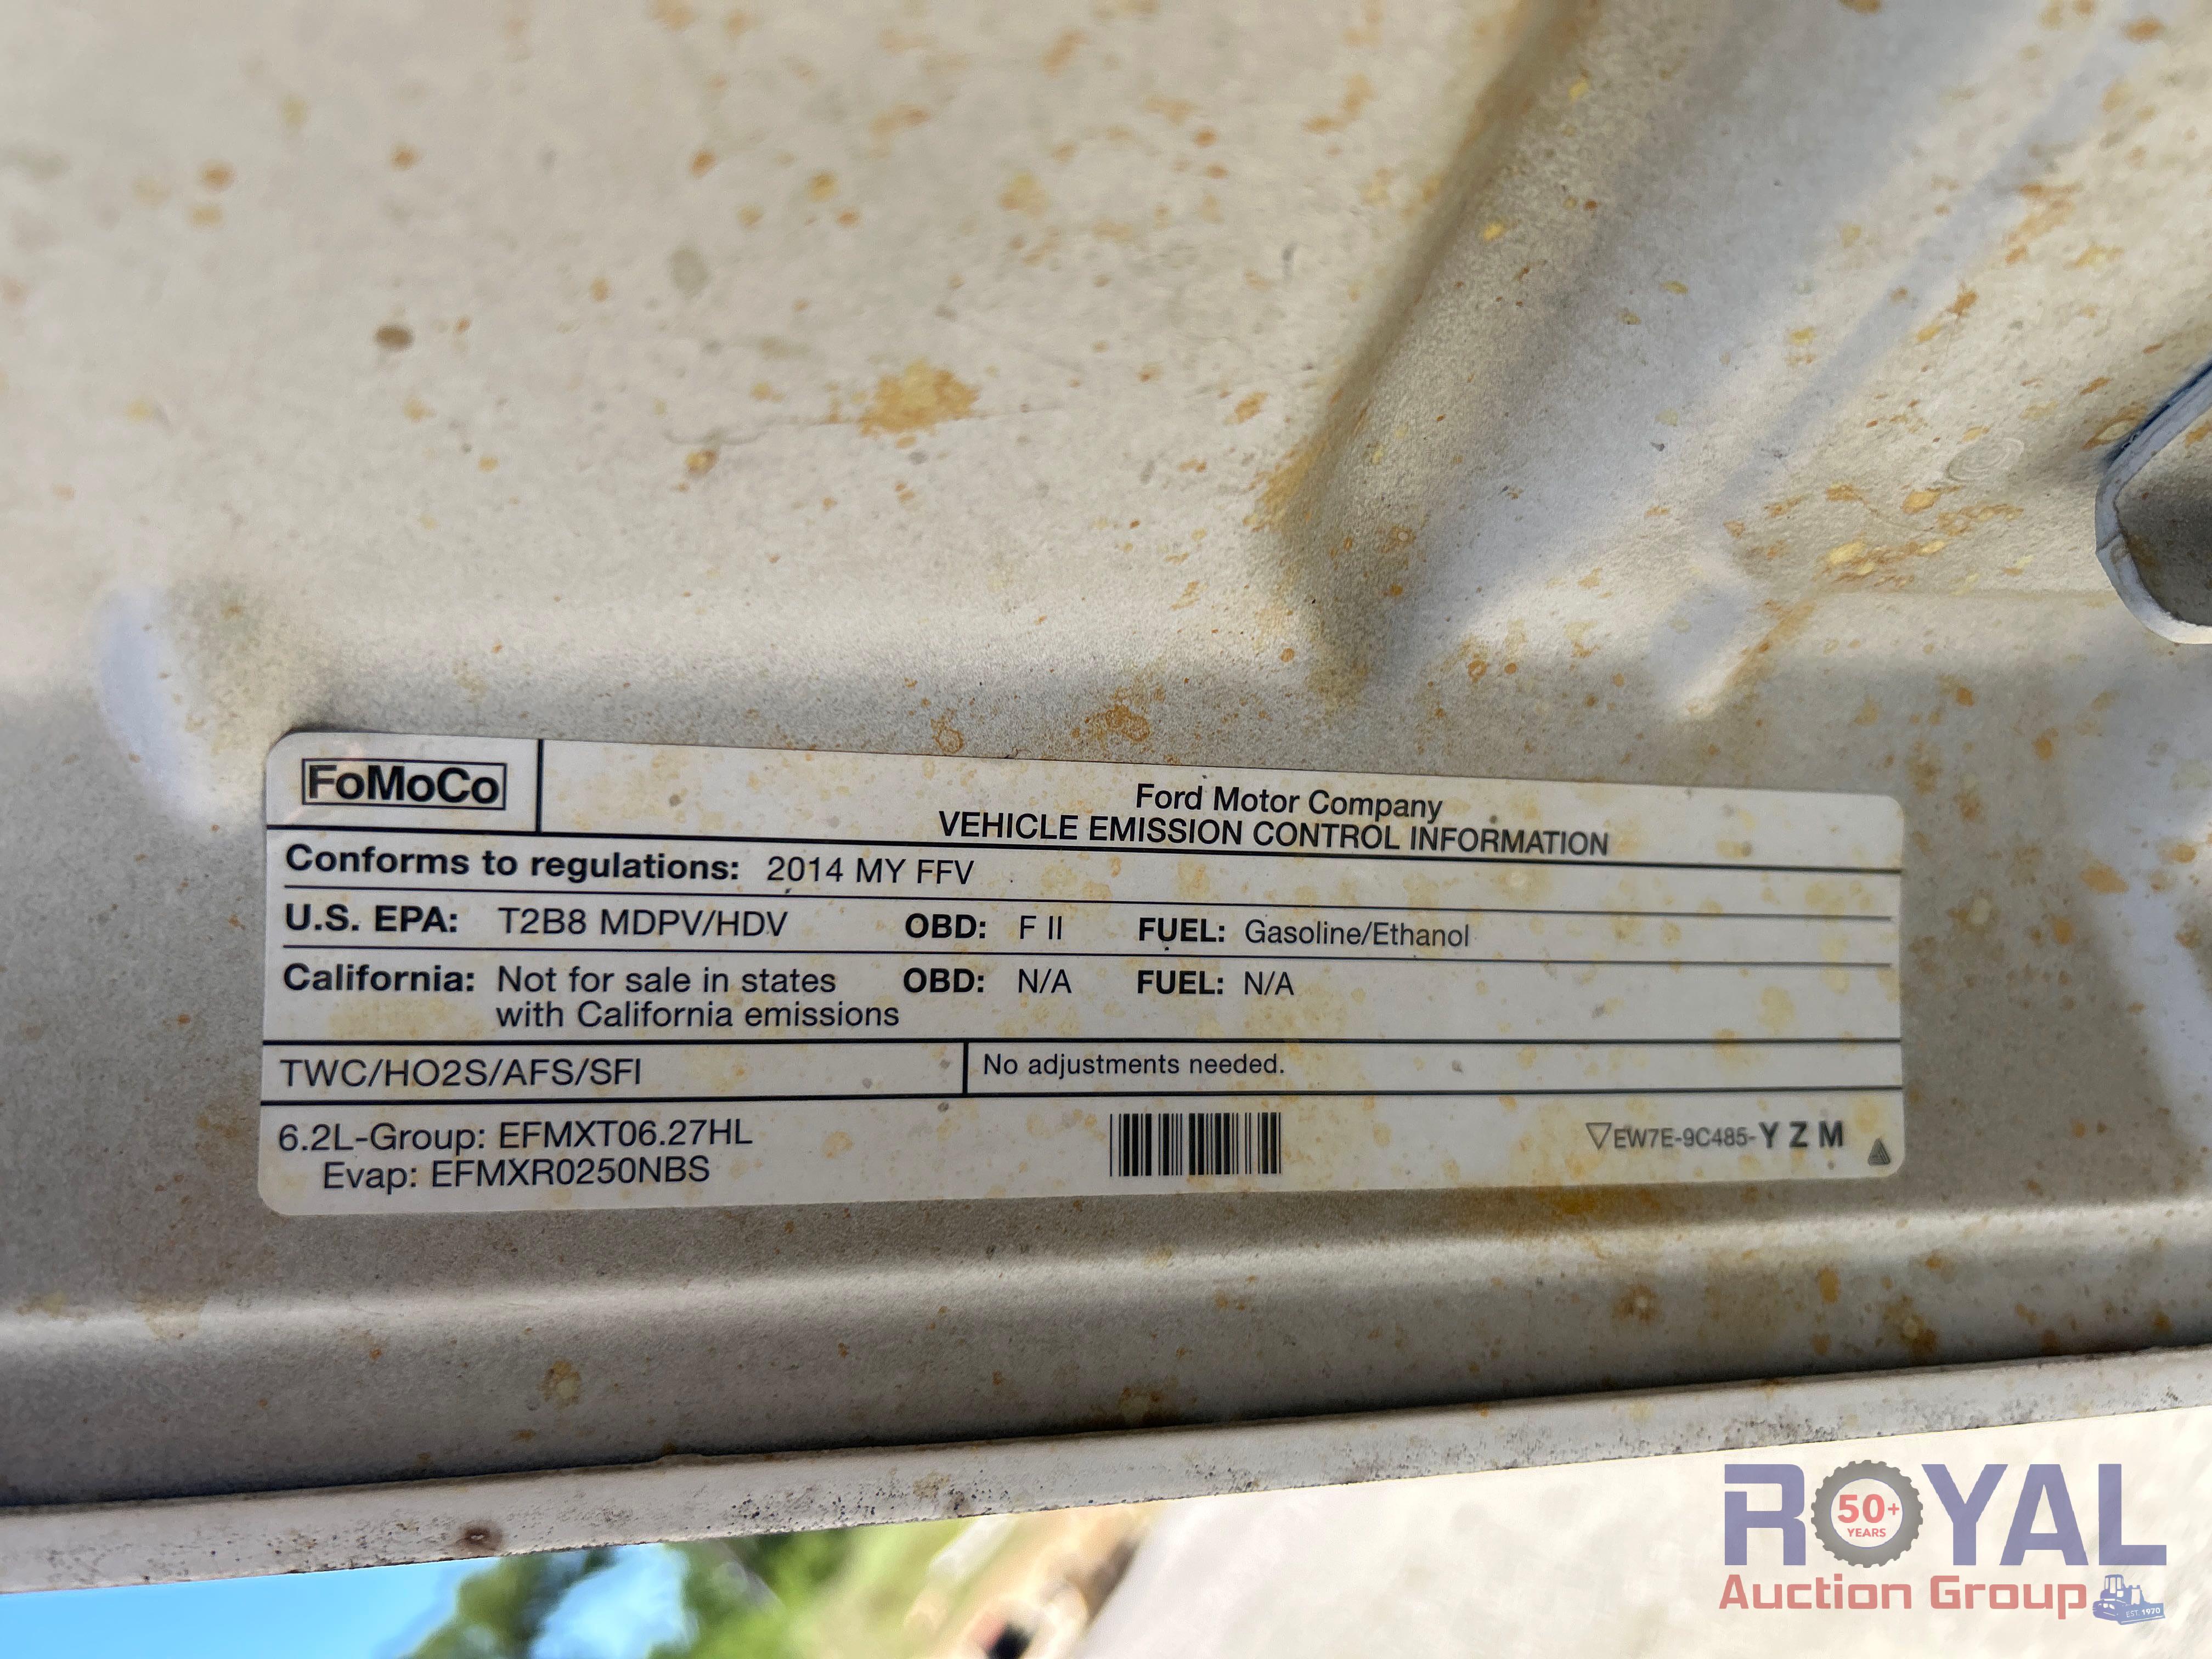 FoMoCo
Ford Motor Company
VEHICLE EMISSION CONTROL INFORMATION
Conforms to regulations: 2014 MY FFV
U.S. EPA: T2B8 MDPV/HDV OBD: F II FUEL: Gasoline/Ethanol
California: Not for sale in states OBD: N/A FUEL: N/A
with California emissions
TWC/HO2S/AFS/SFI
No adjustments needed.
6.2L-Group: EFMXT06.27HL
Evap: EFMXR0250NBS
EW7E-9C485-Y Z M
ROYAL
50+
YEARS
Auction Group
EST. 1970